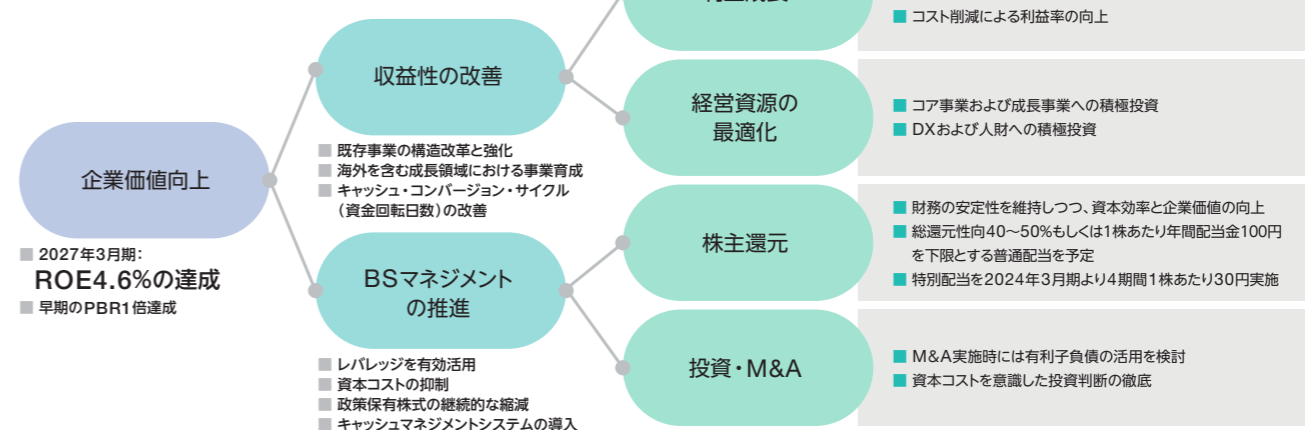 コスト削減による利益率の向上
収益性の改善
既存事業の構造改革と強化
海外を含む成長領域における事業育成
キャッシュ・コンバージョン・サイクル
（資金回転日数）の改善
経営資源の
最適化
コア事業および成長事業への積極投資
DXおよび人財への積極投資
企業価値向上
2027年3月期：
ROE4.6%の達成
早期のPBR1倍達成
BSマネジメント
の推進
レバレッジを有効活用
資本コストの抑制
政策保有株式の継続的な縮減
キャッシュマネジメントシステムの導入
株主還元
財務の安定性を維持しつつ、資本効率と企業価値の向上
総還元性向40〜50%もしくは1株あたり年間配当金100円
を下限とする普通配当を予定
特別配当を2024年3月期より4期間1株あたり30円実施
投資・M&A
M&A実施時には有利子負債の活用を検討
資本コストを意識した投資判断の徹底